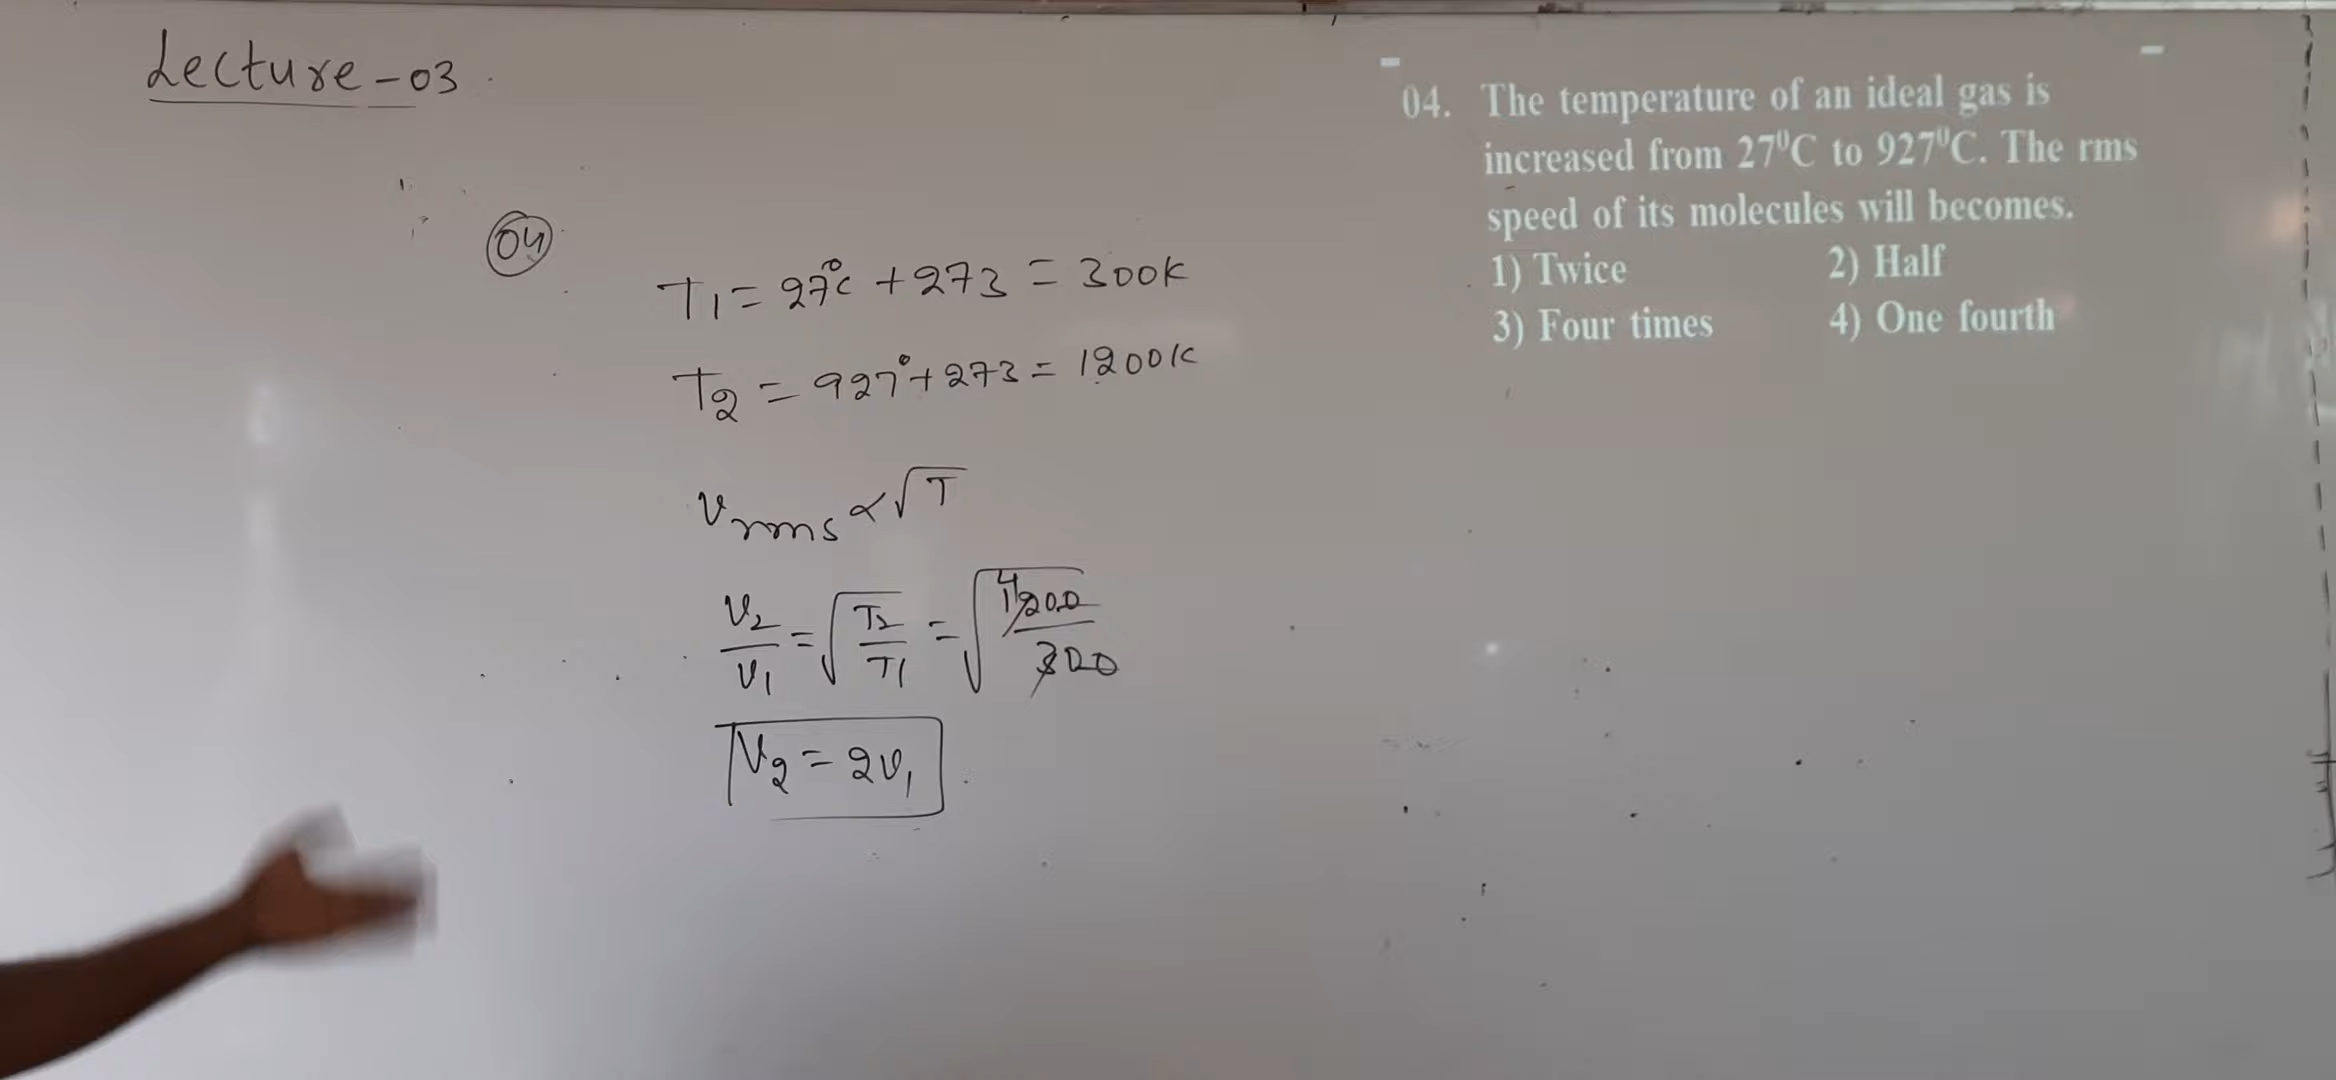 Lecture-03
04
T1 = 27°C + 273 = 300K
T2 = 927° + 273 = 1200K
vrms ∝ √T
v2/v1 = √(T2/T1) = √(1200/300) 4
v2 = 2v1
04. The temperature of an ideal gas is
increased from 27⁰C to 927⁰C. The rms
speed of its molecules will becomes.
1) Twice 2) Half
3) Four times 4) One fourth